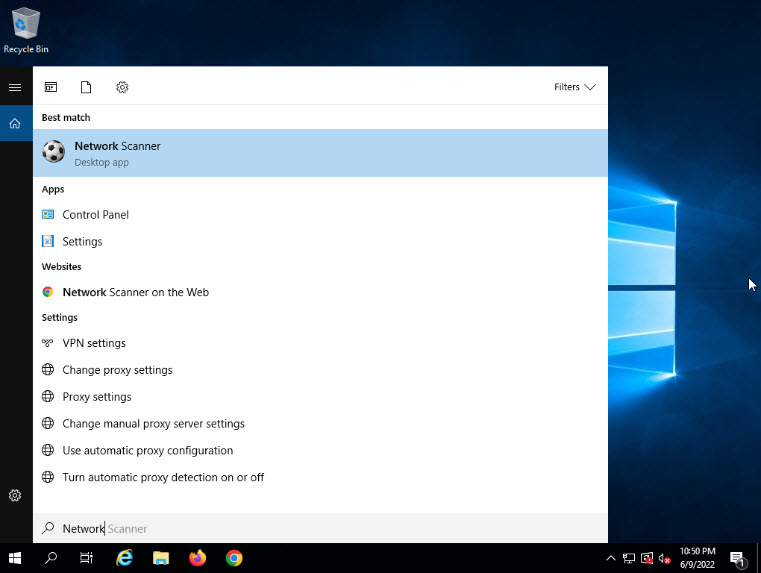 Recycle Bin
Filters
Best match
Network Scanner
Desktop app
Apps
Control Panel
Settings
Websites
Network Scanner on the Web
Settings
VPN settings
Change proxy settings
Proxy settings
Change manual proxy server settings
Use automatic proxy configuration
Turn automatic proxy detection on or off
Network Scanner
10:50 PM
6/9/2022
1